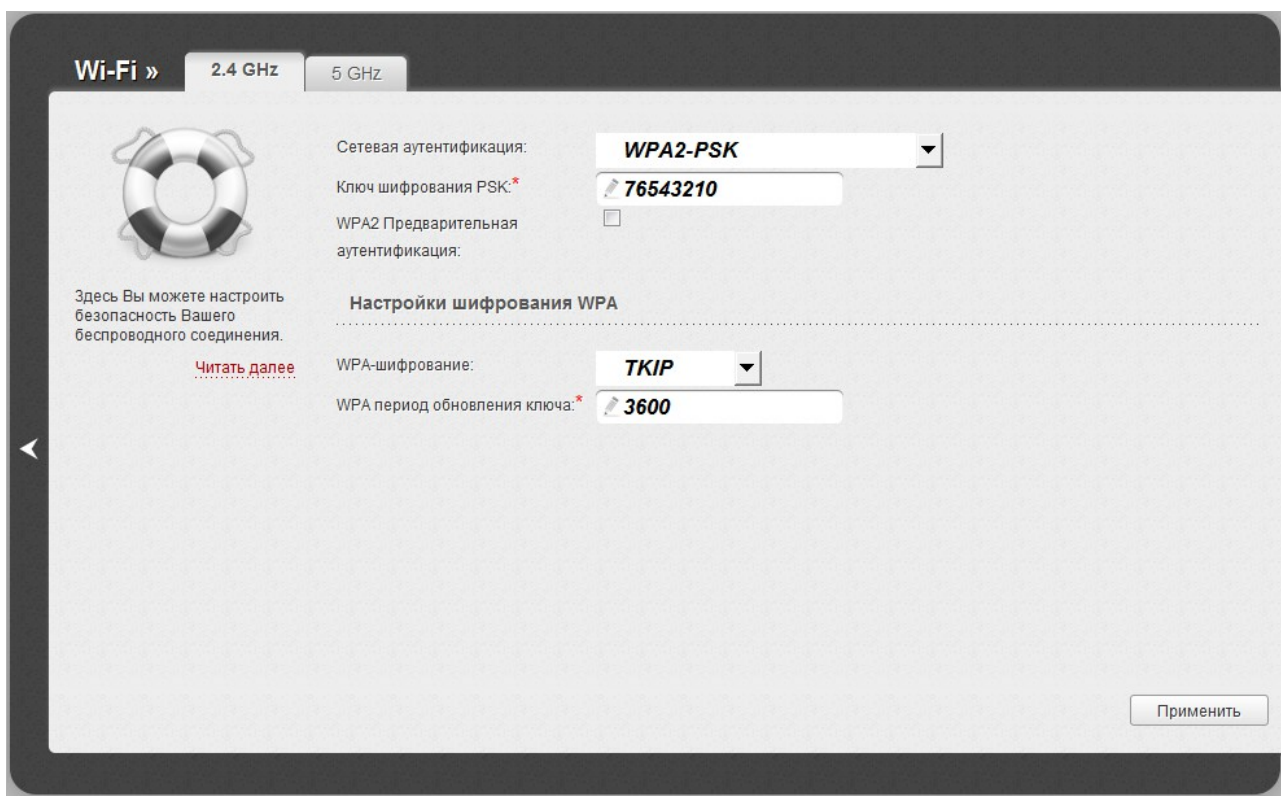 Wi-Fi »
2.4 GHz
5 GHz
Здесь Вы можете настроить
безопасность Вашего
беспроводного соединения.
Читать далее
Сетевая аутентификация:
WPA2-PSK
Ключ шифрования PSK:*
76543210
WPA2 Предварительная
аутентификация:
Настройки шифрования WPA
WPA-шифрование:
TKIP
WPA период обновления ключа:*
3600
Применить